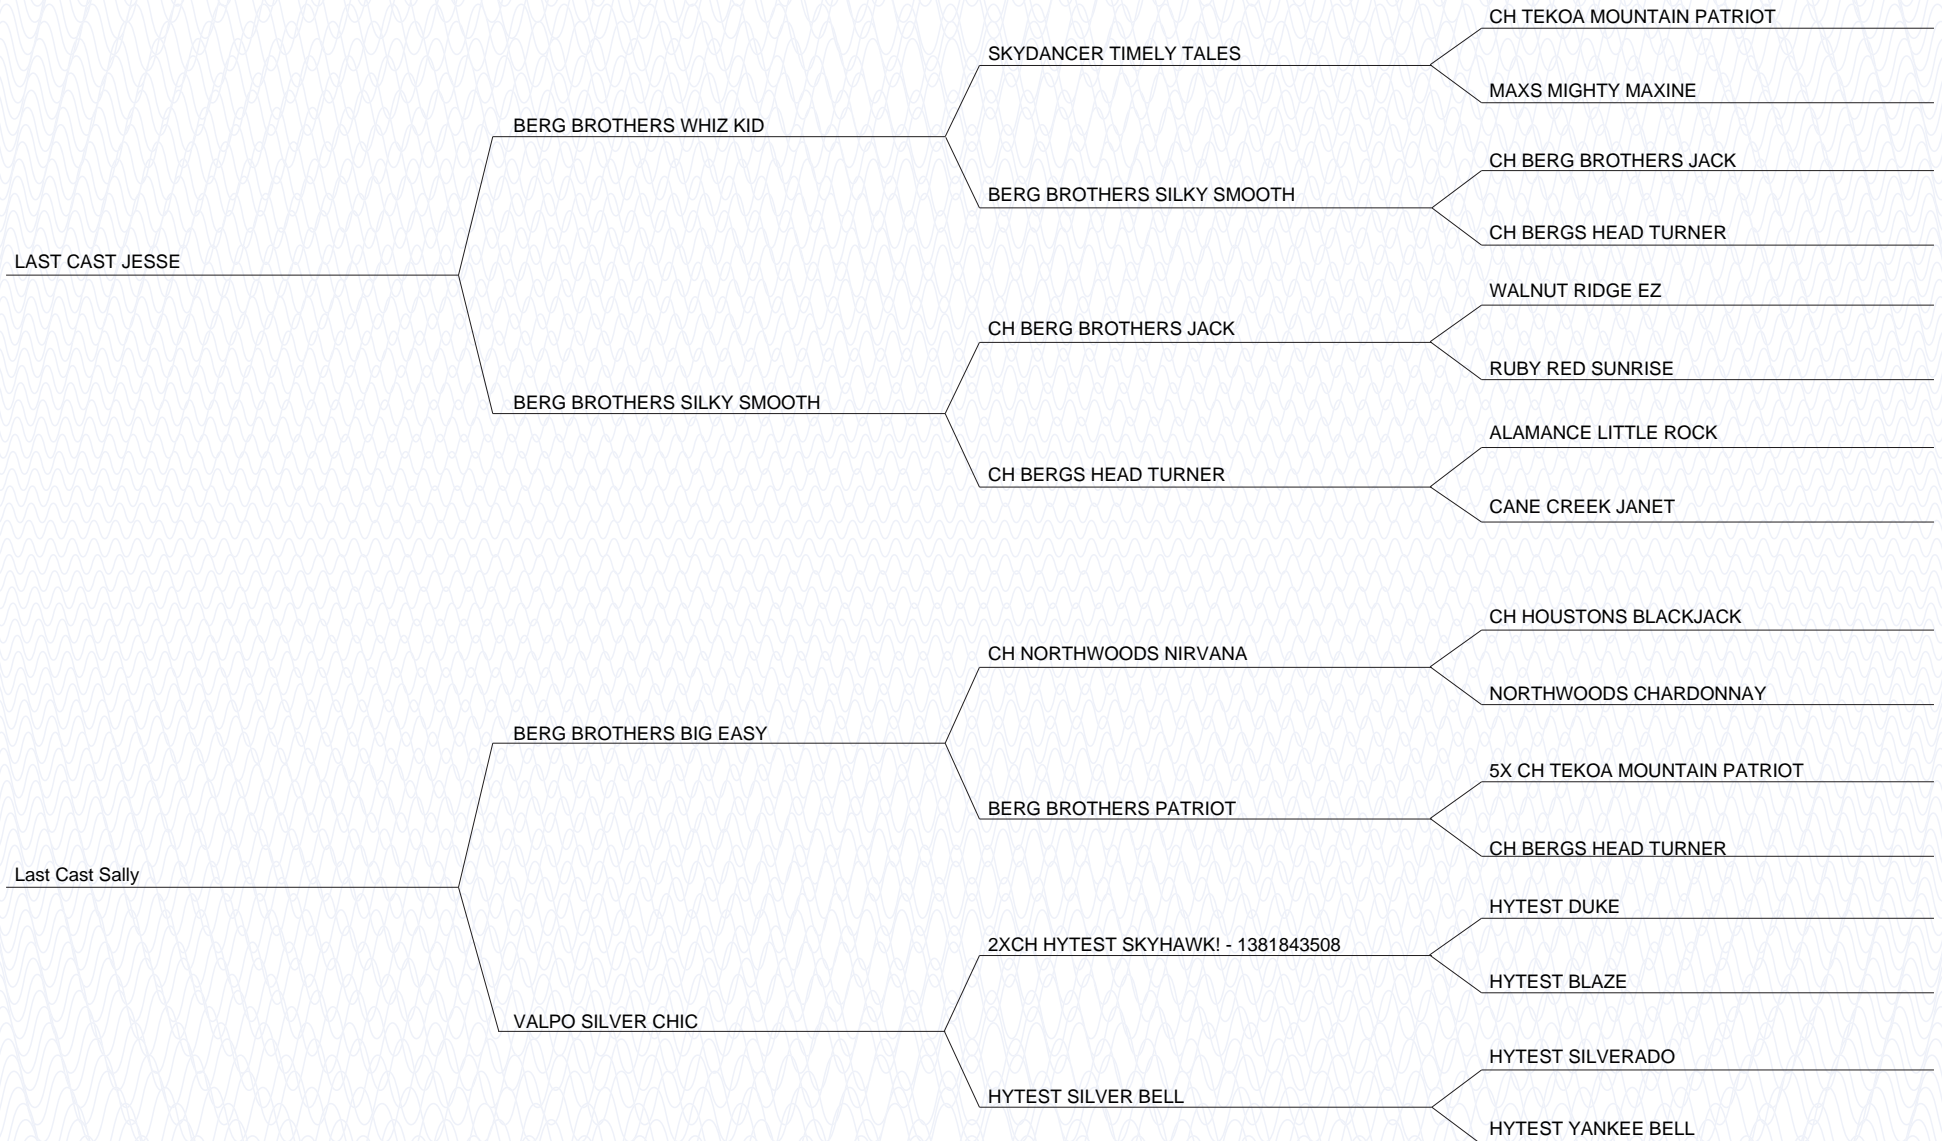 CH TEKOA MOUNTAIN PATRIOT
SKYDANCER TIMELY TALES
MAXS MIGHTY MAXINE
BERG BROTHERS WHIZ KID
CH BERG BROTHERS JACK
BERG BROTHERS SILKY SMOOTH
CH BERGS HEAD TURNER
LAST CAST JESSE
WALNUT RIDGE EZ
CH BERG BROTHERS JACK
RUBY RED SUNRISE
BERG BROTHERS SILKY SMOOTH
ALAMANCE LITTLE ROCK
CH BERGS HEAD TURNER
CANE CREEK JANET
CH HOUSTONS BLACKJACK
CH NORTHWOODS NIRVANA
NORTHWOODS CHARDONNAY
BERG BROTHERS BIG EASY
5X CH TEKOA MOUNTAIN PATRIOT
BERG BROTHERS PATRIOT
CH BERGS HEAD TURNER
Last Cast Sally
HYTEST DUKE
2XCH HYTEST SKYHAWK! - 1381843508
HYTEST BLAZE
VALPO SILVER CHIC
HYTEST SILVERADO
HYTEST SILVER BELL
HYTEST YANKEE BELL